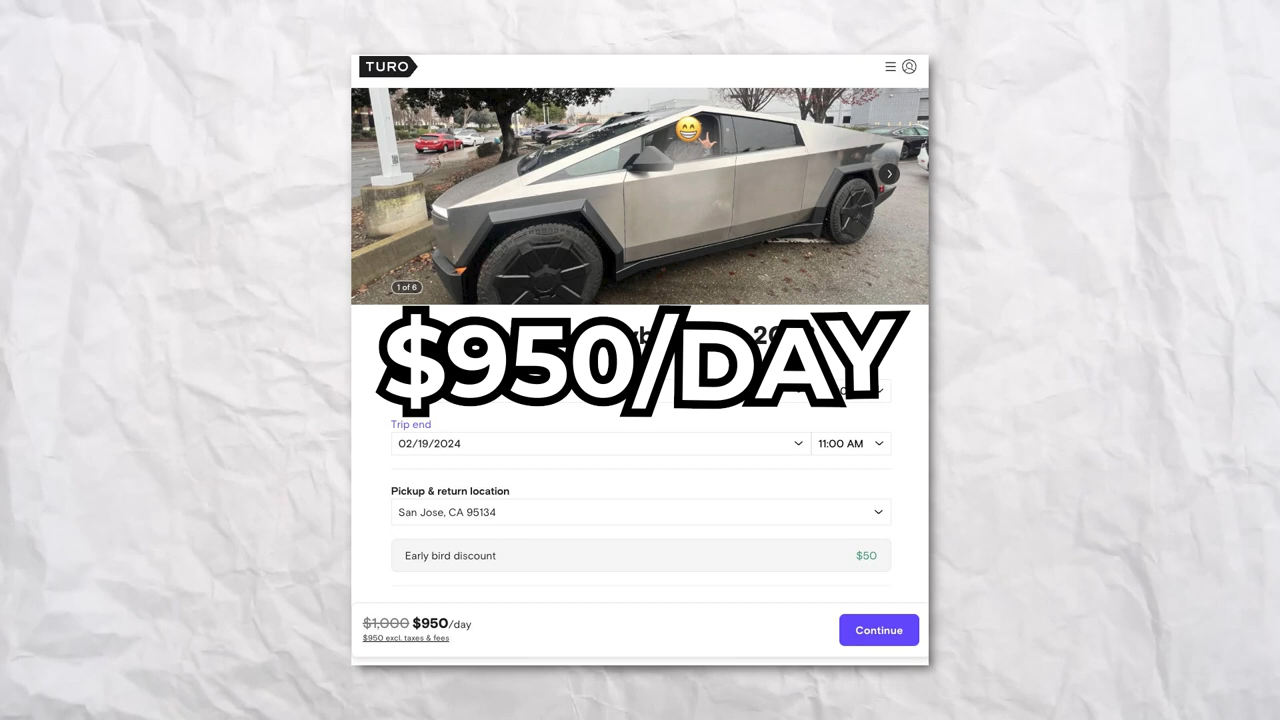 TURO
1 of 6
$950/DAY
Trip end
02/19/2024
11:00 AM
Pickup & return location
San Jose, CA 95134
Early bird discount
$50
$1,000 $950/day
$950 excl. taxes & fees
Continue